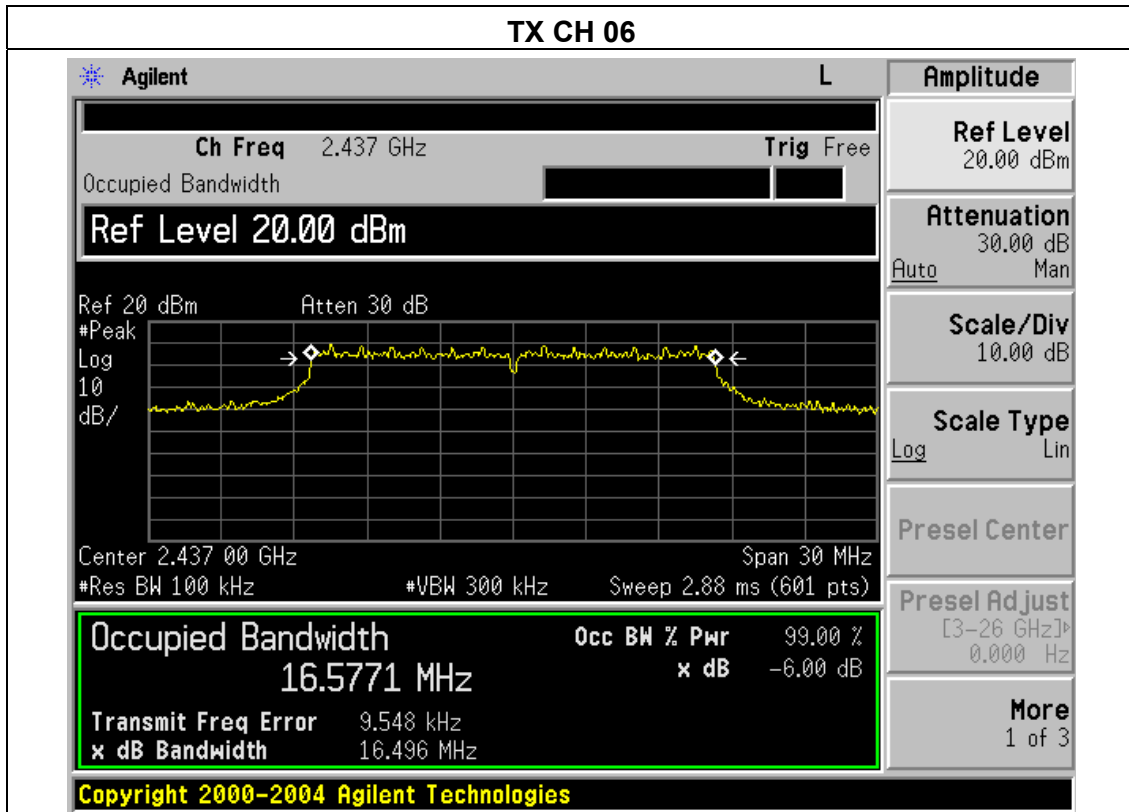 TX CH 06
Agilent L
Ch Freq 2.437 GHz Trig Free
Occupied Bandwidth
Ref Level 20.00 dBm
Ref 20 dBm Atten 30 dB
#Peak
Log
10
dB/
Center 2.437 00 GHz Span 30 MHz
#Res BW 100 kHz #VBW 300 kHz Sweep 2.88 ms (601 pts)
Occupied Bandwidth Occ BW % Pwr 99.00 %
16.5771 MHz x dB -6.00 dB
Transmit Freq Error 9.548 kHz
x dB Bandwidth 16.496 MHz
Copyright 2000-2004 Agilent Technologies
Amplitude
Ref Level
20.00 dBm
Attenuation
30.00 dB
Auto Man
Scale/Div
10.00 dB
Scale Type
Log Lin
Presel Center
Presel Adjust
[3-26 GHz]
0.000 Hz
More
1 of 3